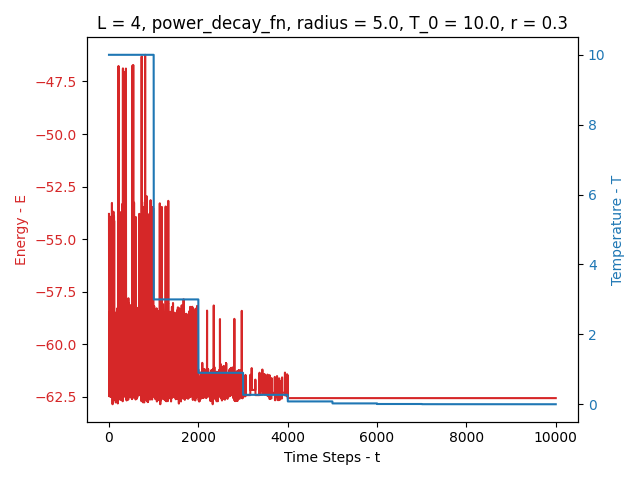 L = 4, power_decay_fn, radius = 5.0, T_0 = 10.0, r = 0.3
Energy - E
−47.5
−50.0
−52.5
−55.0
−57.5
−60.0
−62.5
10
8
6
4
2
0
Temperature - T
0 2000 4000 6000 8000 10000
Time Steps - t